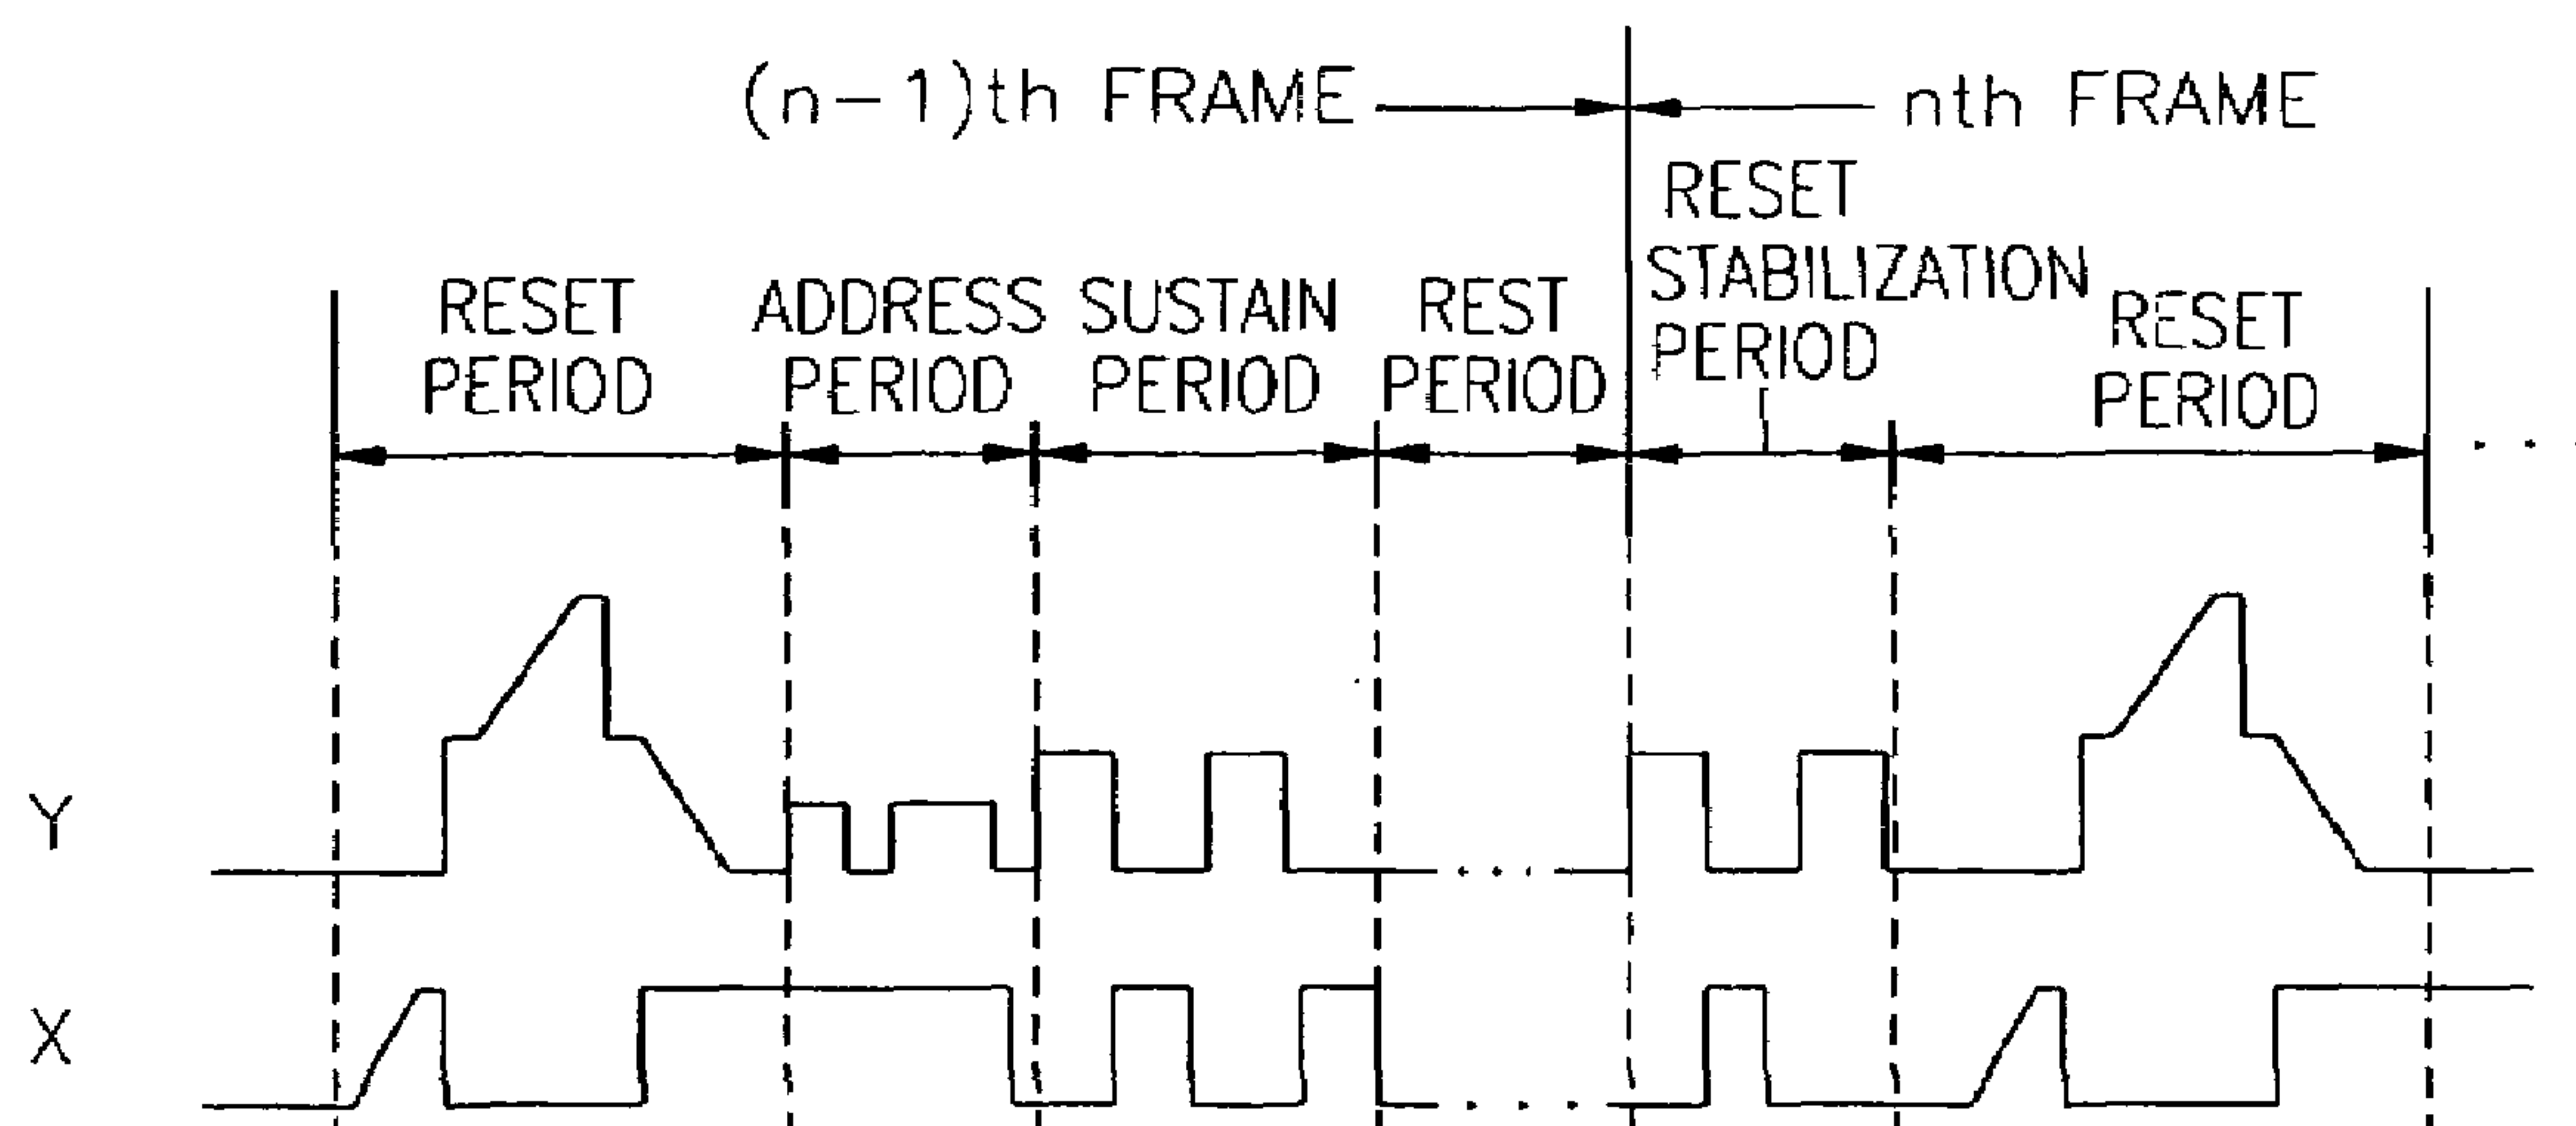 (n-1)th FRAME
nth FRAME
RESET
STABILIZATION
PERIOD
RESET
PERIOD
ADDRESS
PERIOD
SUSTAIN
PERIOD
REST
PERIOD
RESET
PERIOD
. .
Y
. . .
X
. . .